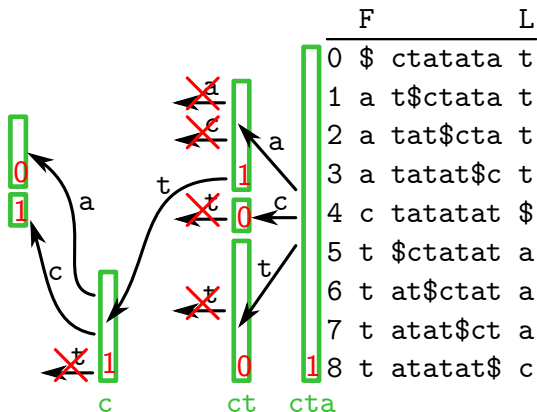 F L
0 $ ctatata t
1 a t$ctata t
2 a tat$cta t
3 a tatat$c t
4 c tatatat $
5 t $ctatat a
6 t at$ctat a
7 t atat$ct a
8 t atatat$ c
a
c
a
t
1
0
1
a
t
0
c
c
t
t
t
1
0
1
c
ct
cta